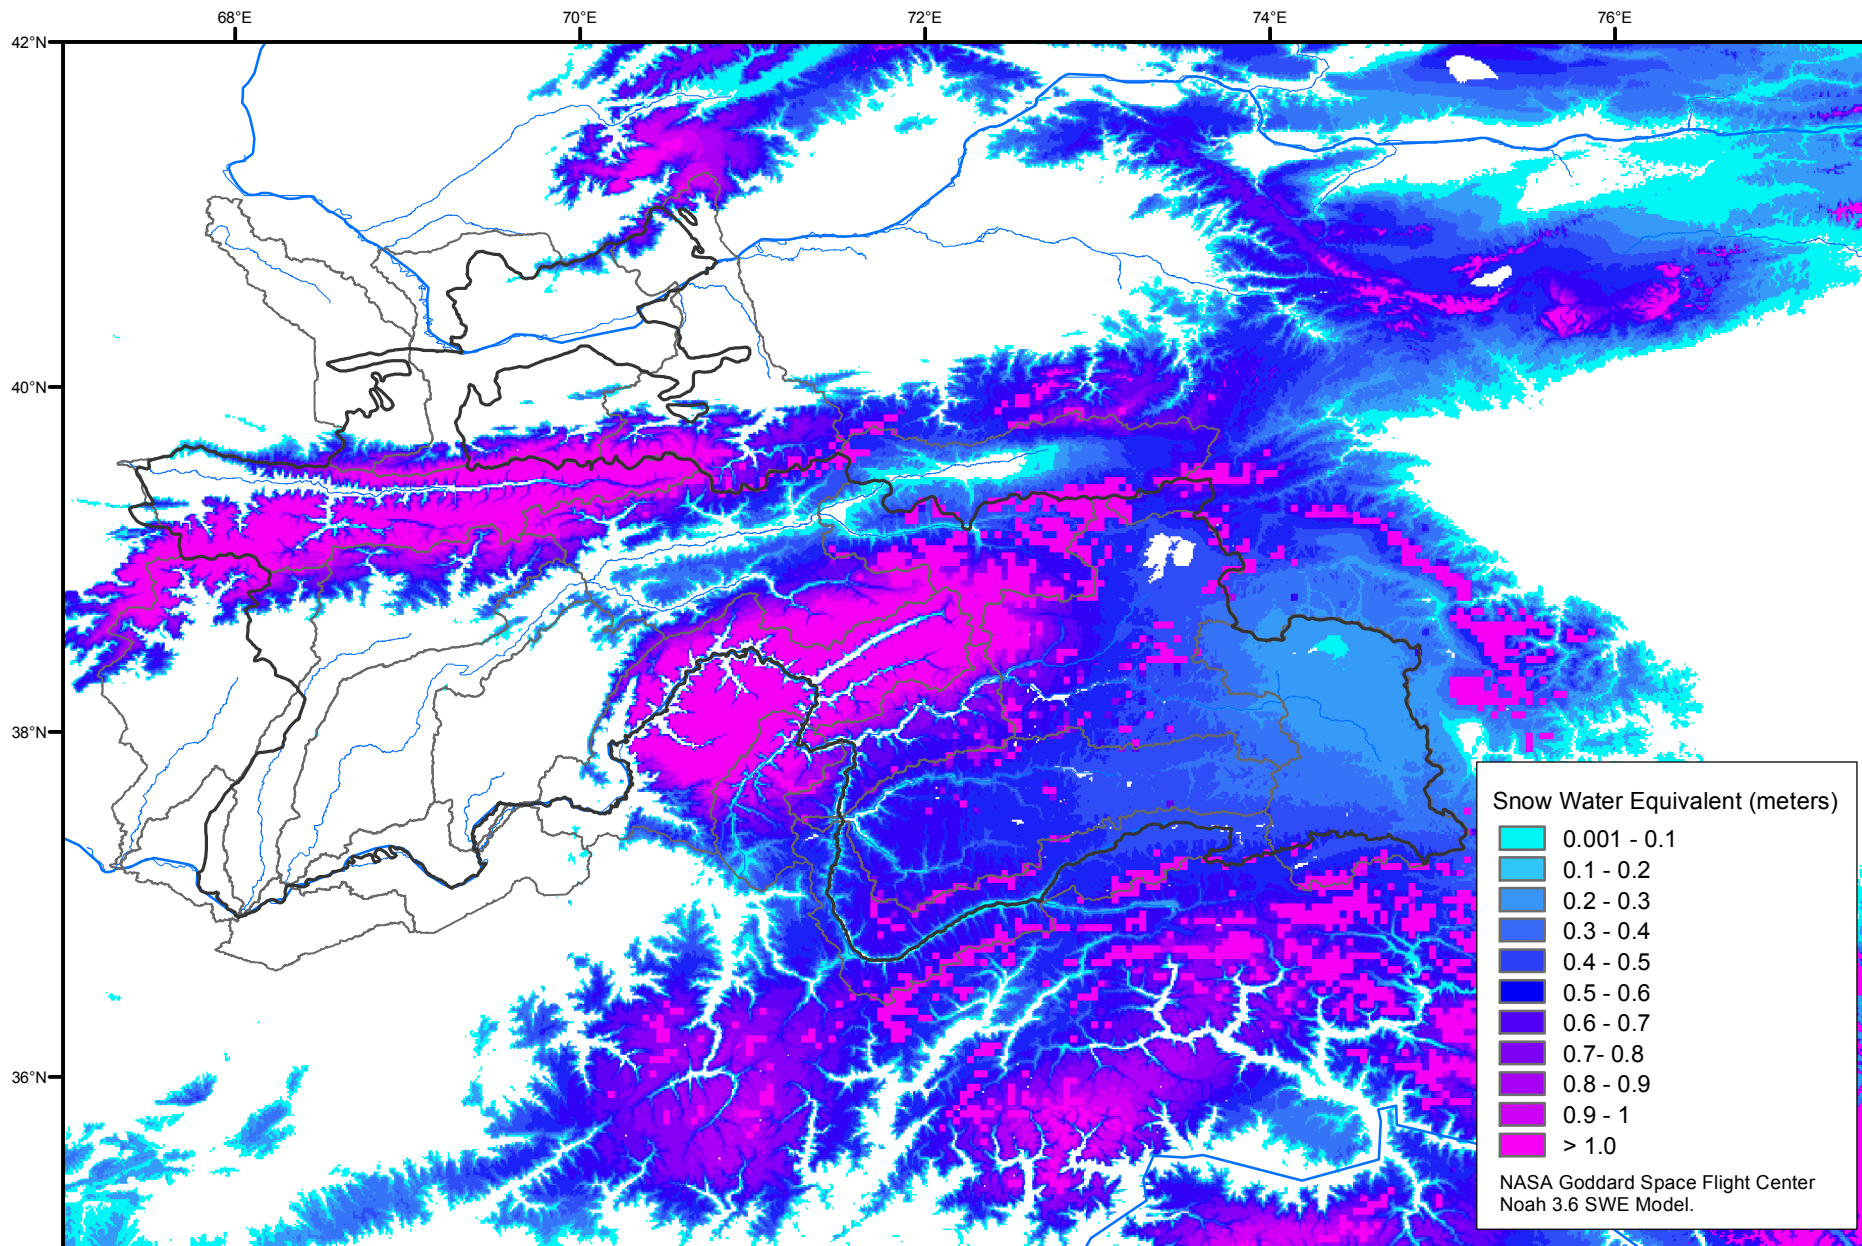 68°E
70°E
72°E
74°E
76°E
42°N
40°N
38°N
36°N
Snow Water Equivalent (meters)
0.001 - 0.1
0.1 - 0.2
0.2 - 0.3
0.3 - 0.4
0.4 - 0.5
0.5 - 0.6
0.6 - 0.7
0.7- 0.8
0.8 - 0.9
0.9 - 1
> 1.0
NASA Goddard Space Flight Center
Noah 3.6 SWE Model.